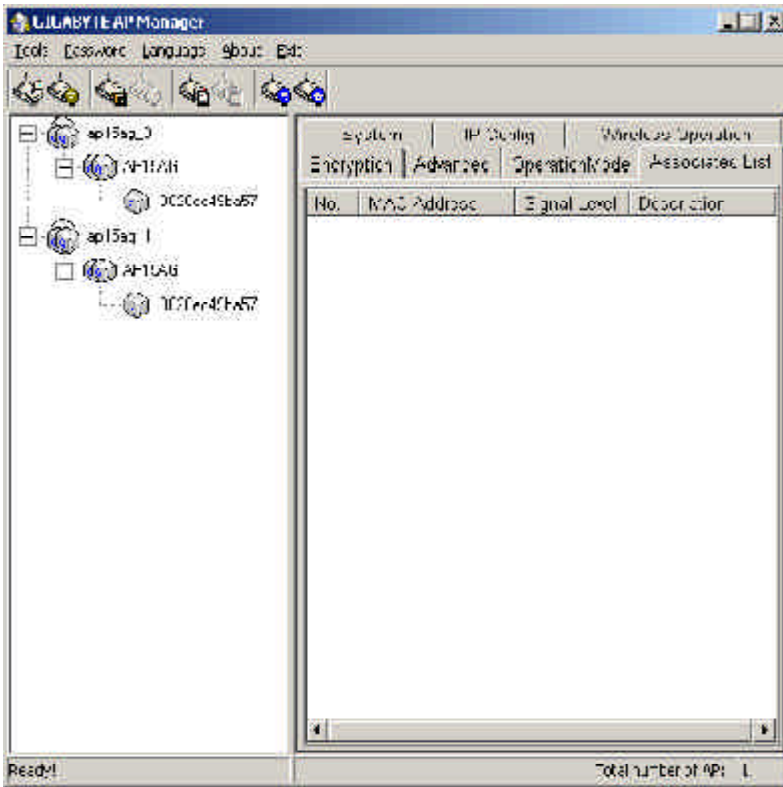 GIGABYTE AP Manager
Tools Password Language About Exit
ap15ag_0
AP15AG
ap15ag_1
AP15AG
System IP Config Wireless Operation
Encryption Advanced OperationMode Associated List
No. MAC Address Signal Level Description
Ready!
Total number of AP: 1